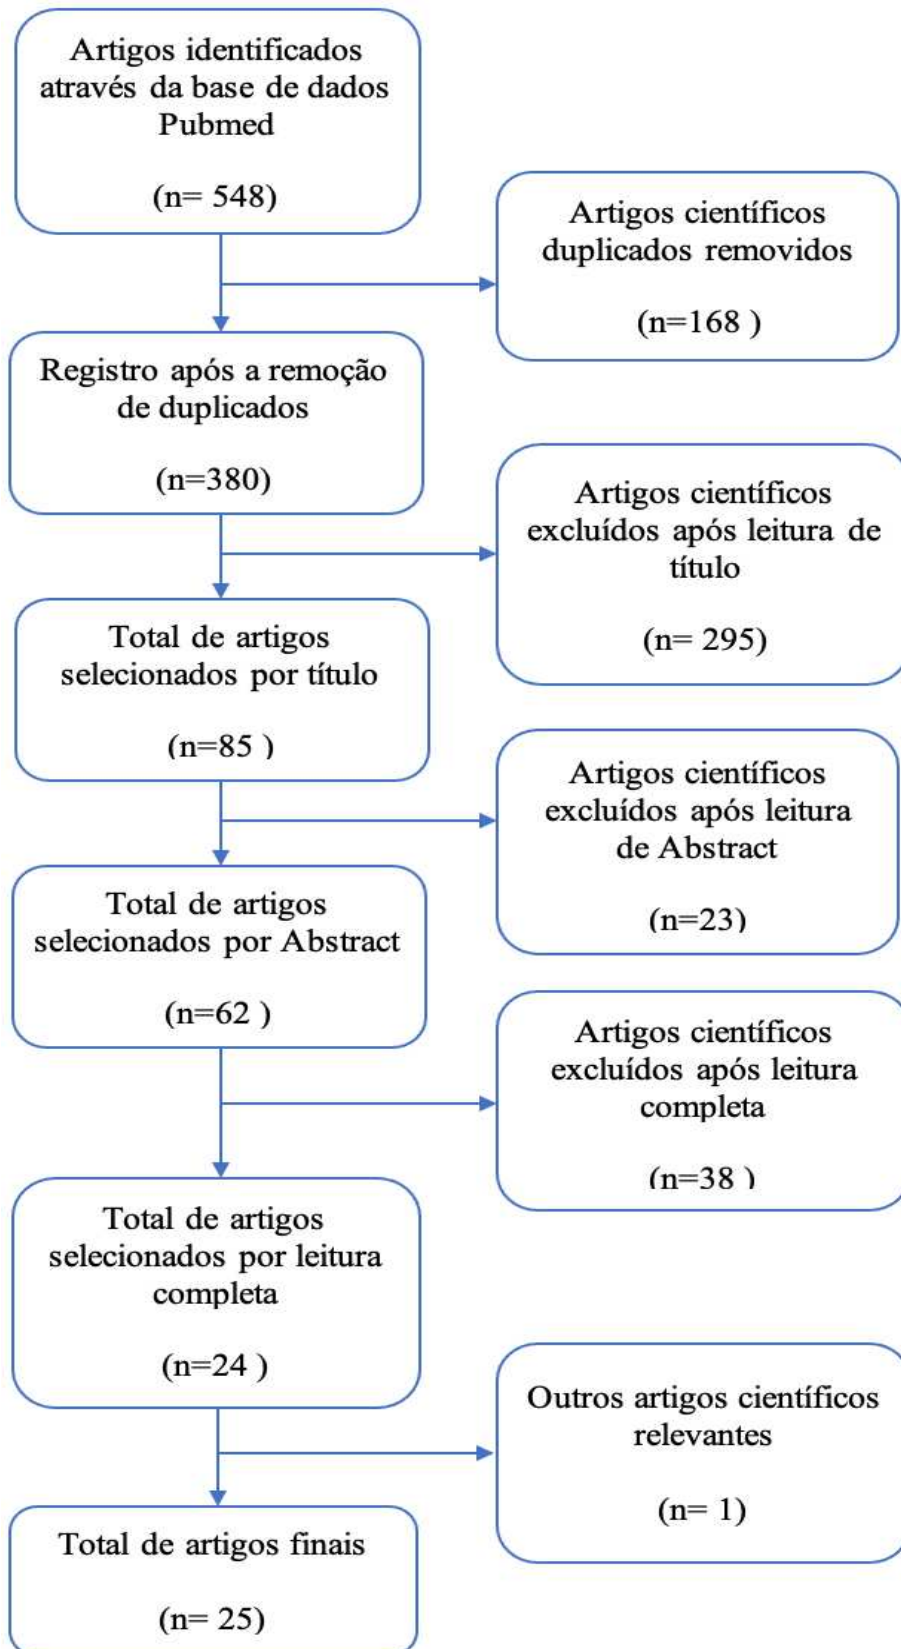 Artigos identificados
através da base de dados
Pubmed
(n= 548)
Artigos científicos
duplicados removidos
(n=168 )
Registro após a remoção
de duplicados
(n=380)
Artigos científicos
excluídos após leitura de
título
(n= 295)
Total de artigos
selecionados por título
(n=85 )
Artigos científicos
excluídos após leitura
de Abstract
(n=23)
Total de artigos
selecionados por Abstract
(n=62 )
Artigos científicos
excluídos após leitura
completa
(n=38 )
Total de artigos
selecionados por leitura
completa
(n=24 )
Outros artigos científicos
relevantes
(n= 1)
Total de artigos finais
(n= 25)